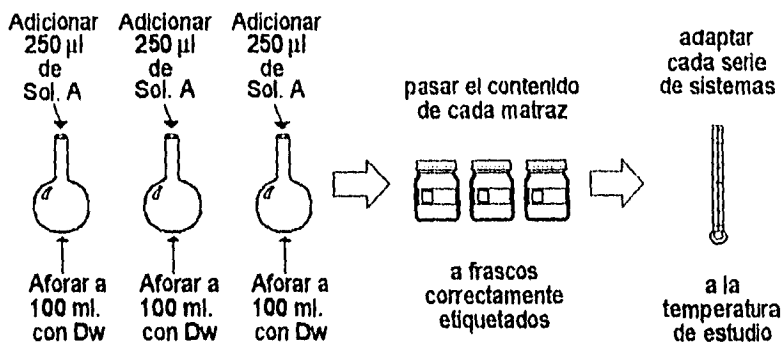 Adicionar
250 µl
de
Sol. A
Adicionar
250 µl
de
Sol. A
Adicionar
250 µl
de
Sol. A
Aforar a
100 ml.
con Dw
Aforar a
100 ml.
con Dw
Aforar a
100 ml.
con Dw
pasar el contenido
de cada matraz
a frascos
correctamente
etiquetados
adaptar
cada serie
de sistemas
a la
temperatura
de estudio